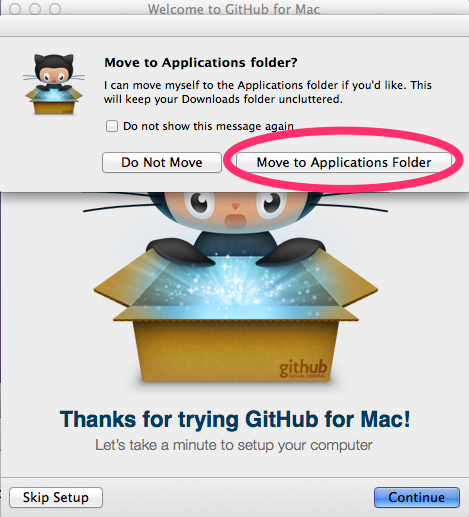 Welcome to GitHub for Mac
Move to Applications folder?
I can move myself to the Applications folder if you'd like. This
will keep your Downloads folder uncluttered.
Do not show this message again
Do Not Move
Move to Applications Folder
github
SOCIAL CODING
Thanks for trying GitHub for Mac!
Let's take a minute to setup your computer
Skip Setup
Continue